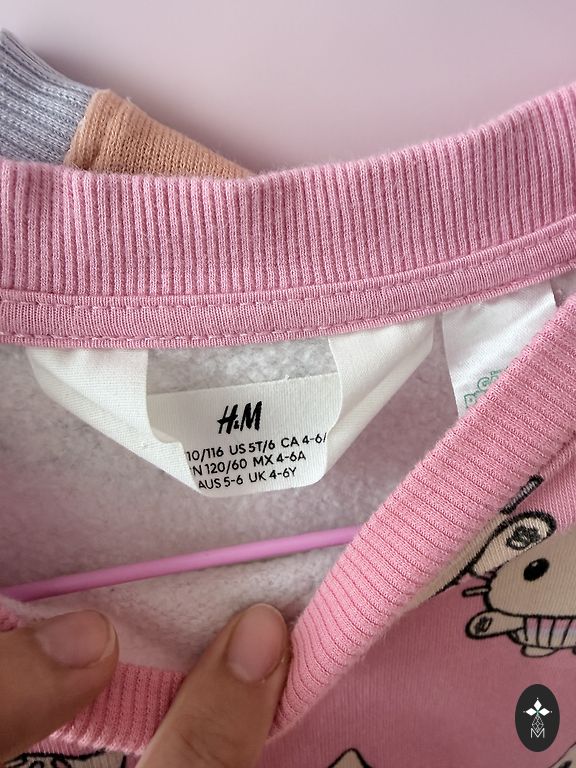 H&M
10/116 US 5T/6 CA 4-6
N 120/60 MX 4-6A
AUS 5-6 UK 4-6Y
M